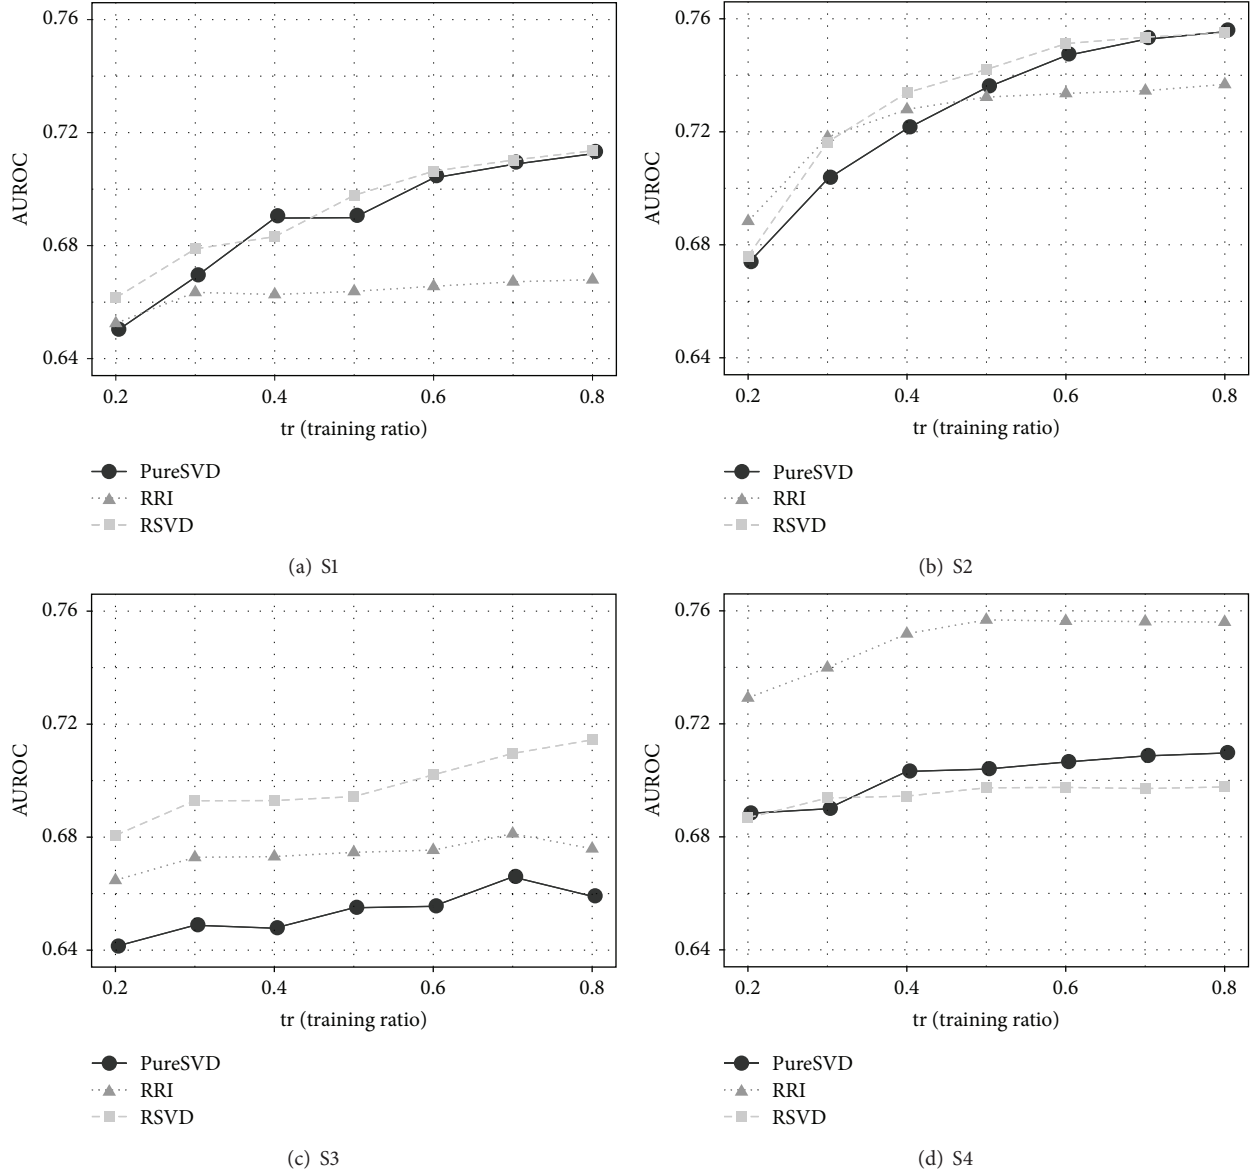 0.76
0.72
0.68
0.64
AUROC
0.2 0.4 0.6 0.8
tr (training ratio)
PureSVD
RRI
RSVD
(a) S1
0.76
0.72
0.68
0.64
AUROC
0.2 0.4 0.6 0.8
tr (training ratio)
PureSVD
RRI
RSVD
(b) S2
0.76
0.72
0.68
0.64
AUROC
0.2 0.4 0.6 0.8
tr (training ratio)
PureSVD
RRI
RSVD
(c) S3
0.76
0.72
0.68
0.64
AUROC
0.2 0.4 0.6 0.8
tr (training ratio)
PureSVD
RRI
RSVD
(d) S4